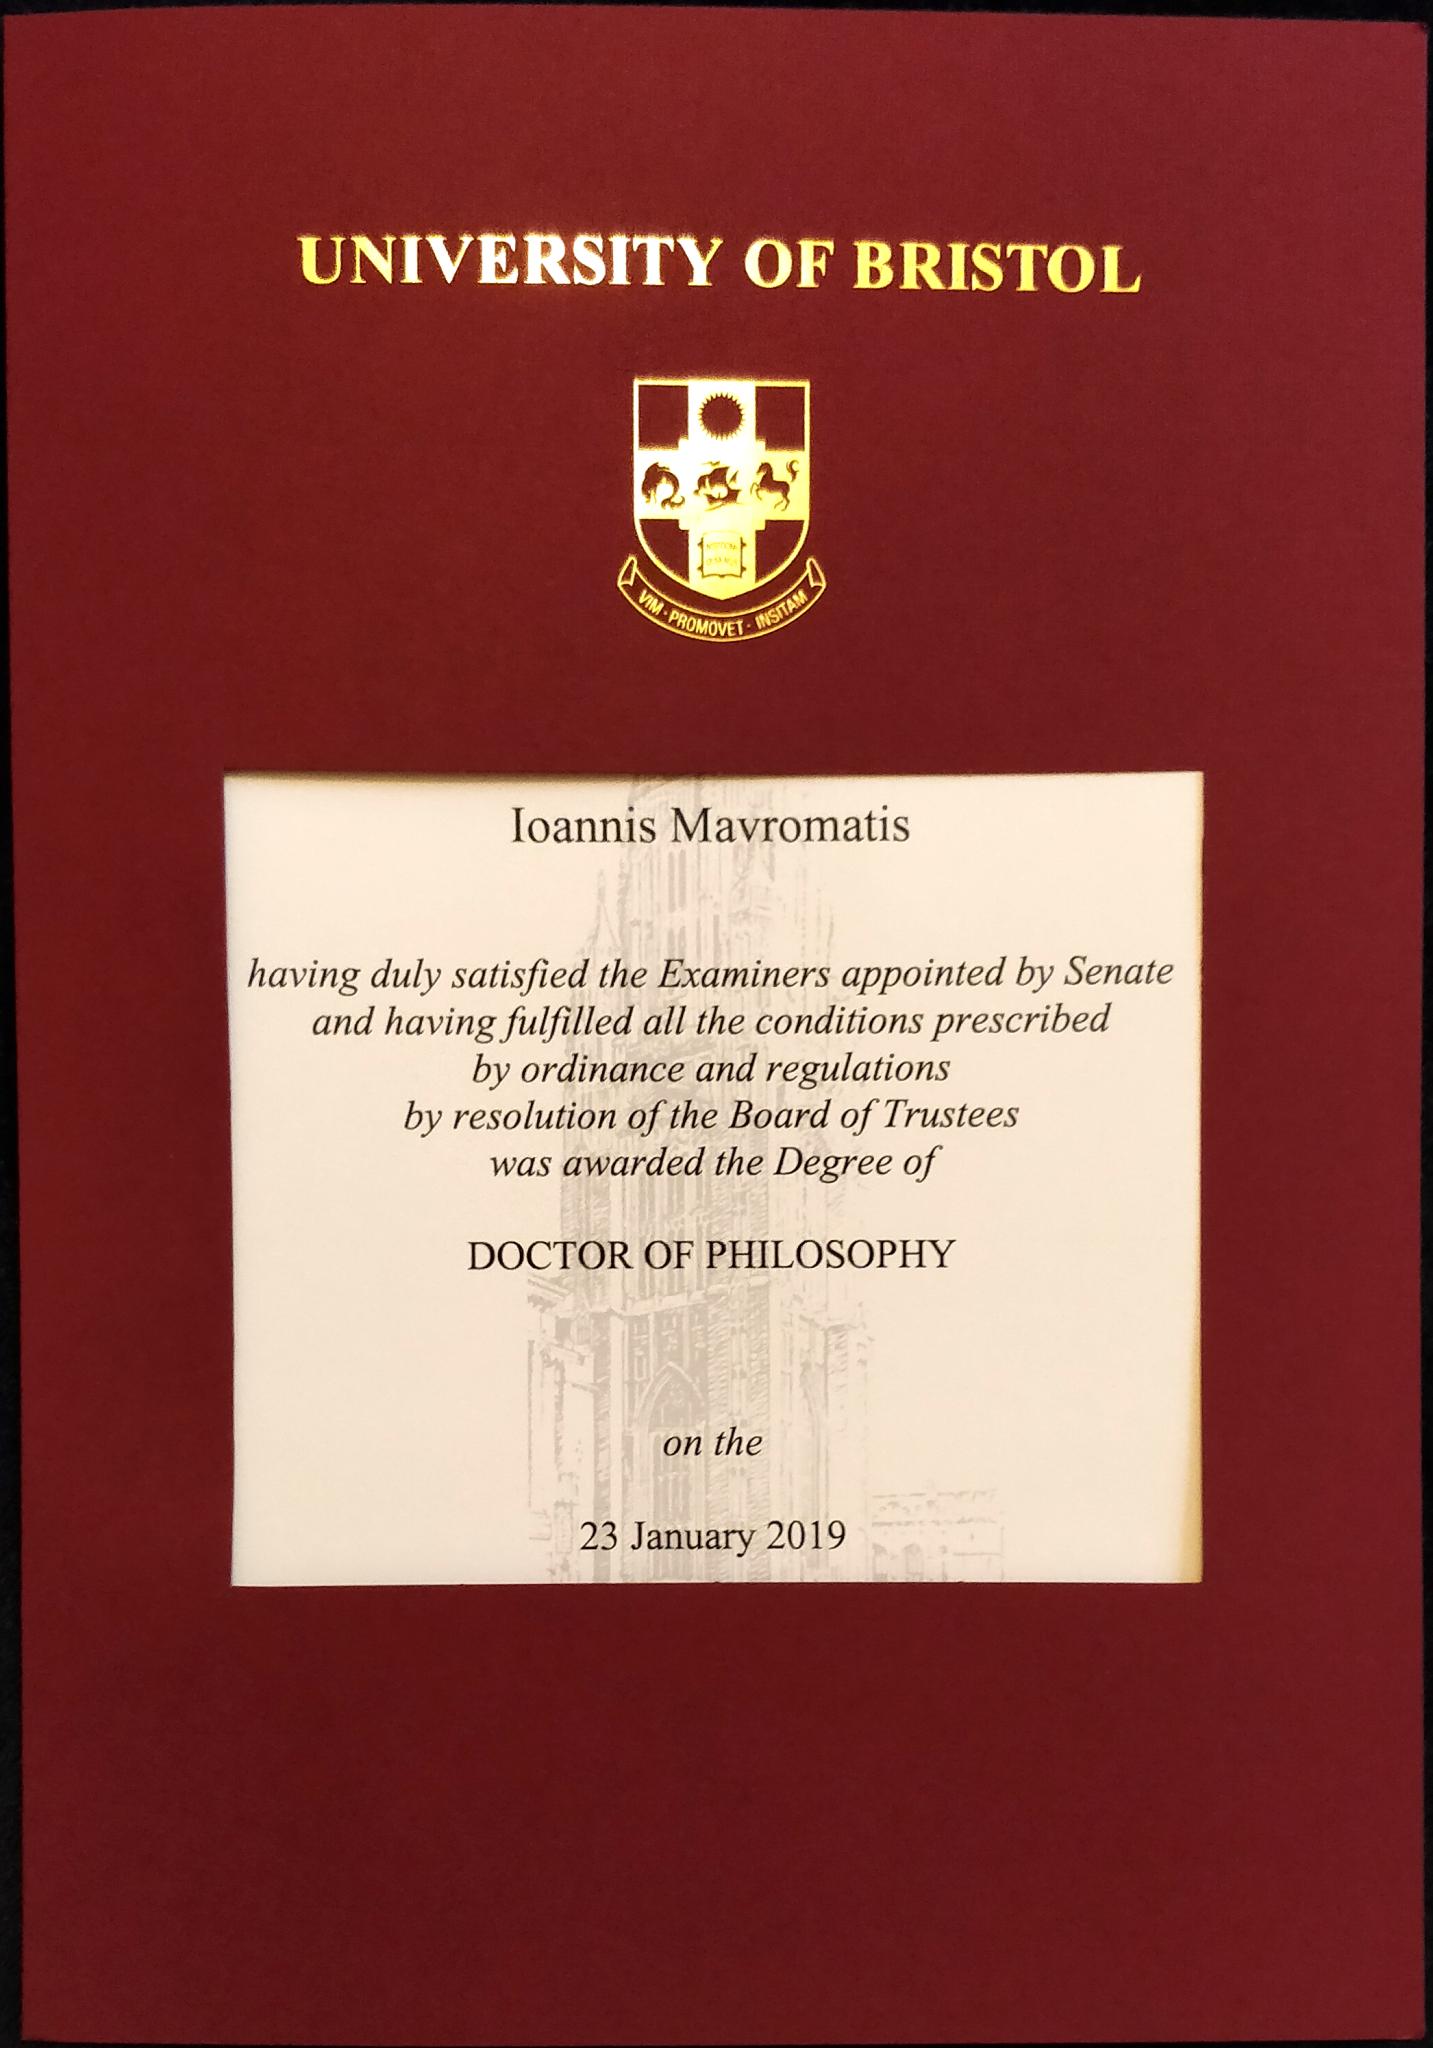 UNIVERSITY OF BRISTOL
VIM · PROMOVET · INSITAM
Ioannis Mavromatis
having duly satisfied the Examiners appointed by Senate
and having fulfilled all the conditions prescribed
by ordinance and regulations
by resolution of the Board of Trustees
was awarded the Degree of
DOCTOR OF PHILOSOPHY
on the
23 January 2019